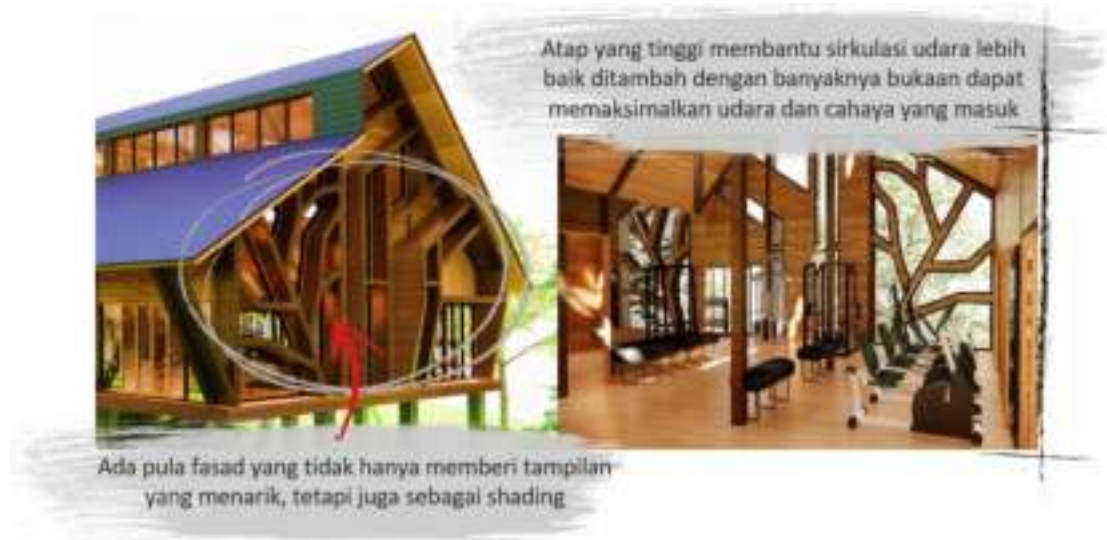 Atap yang tinggi membantu sirkulasi udara lebih
baik ditambah dengan banyaknya bukaan dapat
memaksimalkan udara dan cahaya yang masuk
Ada pula fasad yang tidak hanya memberi tampilan
yang menarik, tetapi juga sebagai shading